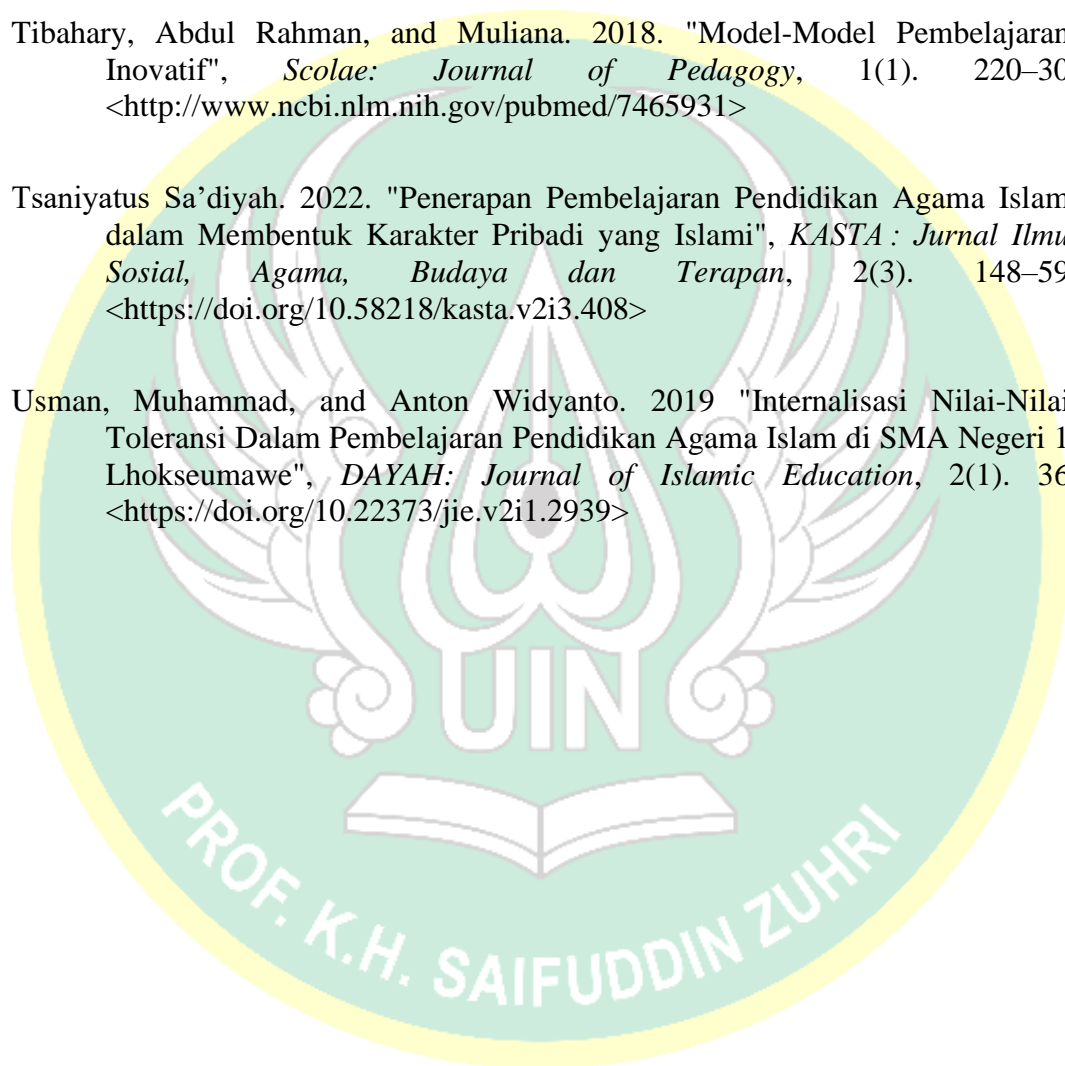 Tibahary, Abdul Rahman, and Muliana. 2018. "Model-Model Pembelajaran
Inovatif", Scolae: Journal of Pedagogy, 1(1). 220–30
<http://www.ncbi.nlm.nih.gov/pubmed/7465931>
Tsaniyatus Sa’diyah. 2022. "Penerapan Pembelajaran Pendidikan Agama Islam
dalam Membentuk Karakter Pribadi yang Islami", KASTA : Jurnal Ilmu
Sosial, Agama, Budaya dan Terapan, 2(3). 148–59
<https://doi.org/10.58218/kasta.v2i3.408>
Usman, Muhammad, and Anton Widyanto. 2019 "Internalisasi Nilai-Nilai
Toleransi Dalam Pembelajaran Pendidikan Agama Islam di SMA Negeri 1
Lhokseumawe", DAYAH: Journal of Islamic Education, 2(1). 36
<https://doi.org/10.22373/jie.v2i1.2939>
UIN
PROF. K.H. SAIFUDDIN ZUHRI